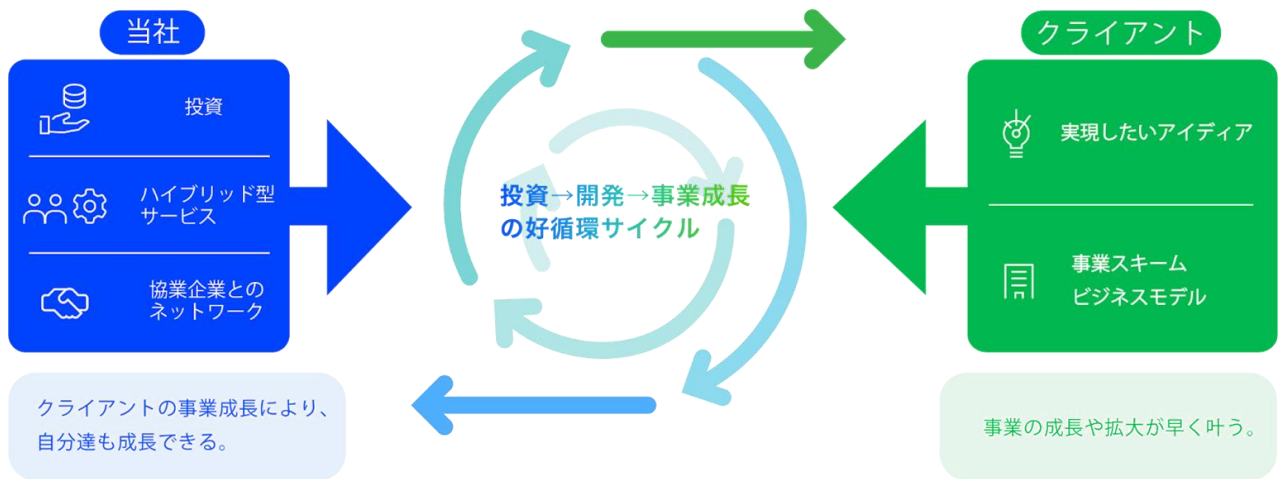 当社
投資
ハイブリッド型
サービス
協業企業との
ネットワーク
クライアントの事業成長により、
自分達も成長できる。
投資→開発→事業成長
の好循環サイクル
クライアント
実現したいアイディア
事業スキーム
ビジネスモデル
事業の成長や拡大が早く叶う。